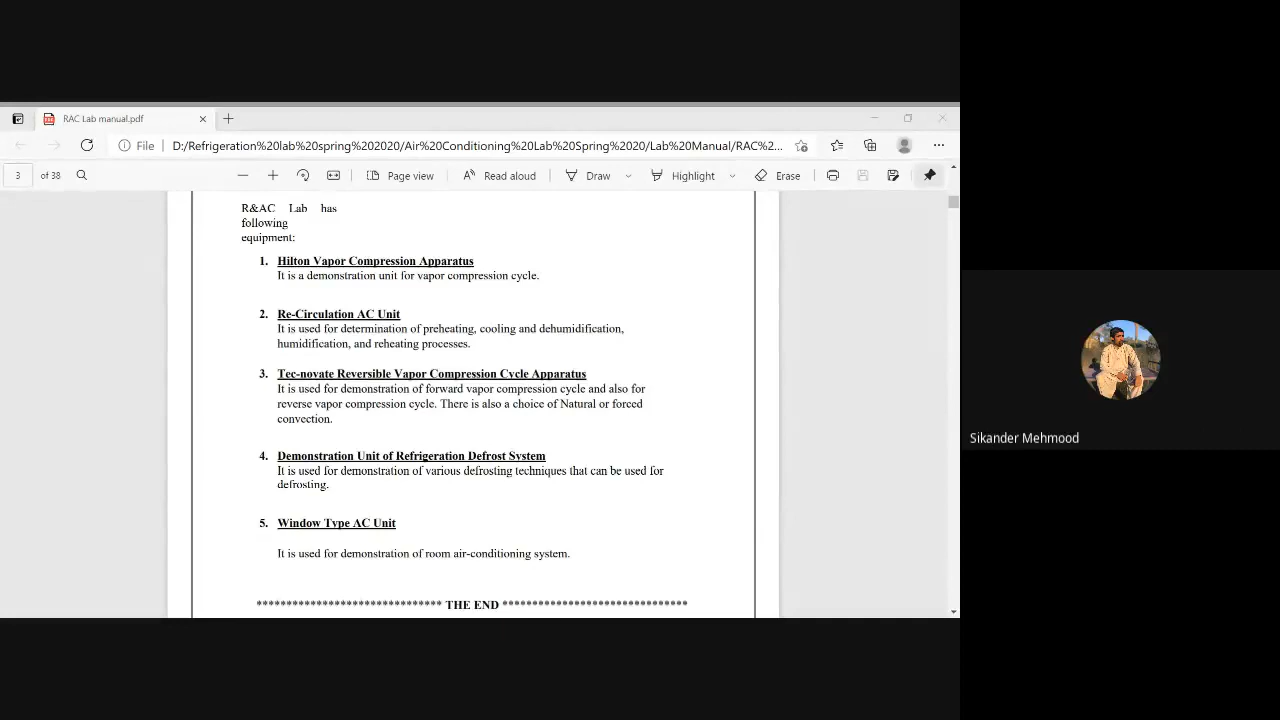 RAC Lab manual.pdf
File
D:/Refrigeration%20lab%20spring%202020/Air%20Conditioning%20Lab%20Spring%2020/Lab%20Manual/RAC%2...
3 of 38
Page view
Read aloud
Draw
Highlight
Erase
R&AC Lab has
following
equipment:
1. Hilton Vapor Compression Apparatus
It is a demonstration unit for vapor compression cycle.
2. Re-Circulation AC Unit
It is used for determination of preheating, cooling and dehumidification,
humidification, and reheating processes.
3. Tec-novate Reversible Vapor Compression Cycle Apparatus
It is used for demonstration of forward vapor compression cycle and also for
reverse vapor compression cycle. There is also a choice of Natural or forced
convection.
4. Demonstration Unit of Refrigeration Defrost System
It is used for demonstration of various defrosting techniques that can be used for
defrosting.
5. Window Type AC Unit
It is used for demonstration of room air-conditioning system.
******************************* THE END *******************************
Sikander Mehmood